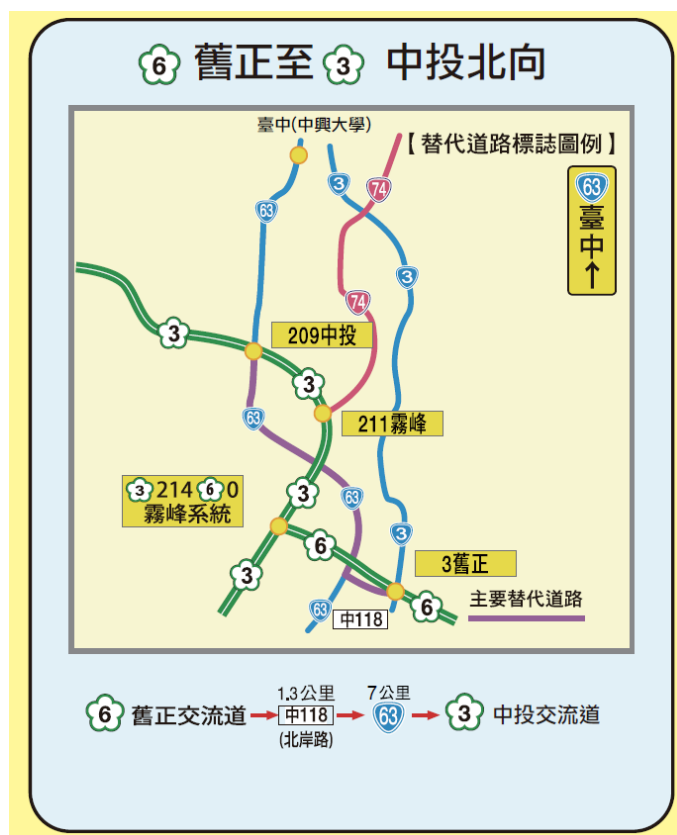 6 舊正至 3 中投北向
臺中(中興大學)
【替代道路標誌圖例】
63
臺中↑
3
74
63
3
74
3
209中投
3
211霧峰
63
3 214 6 0
霧峰系統
3
63
6
3
3
3舊正
63
中118
6
主要替代道路
1.3公里
7公里
6 舊正交流道 → 中118 → 63 → 3 中投交流道
(北岸路)